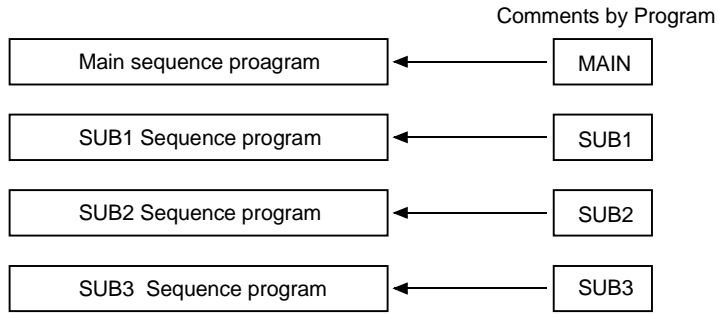 Comments by Program
Main sequence proagram
MAIN
SUB1 Sequence program
SUB1
SUB2 Sequence program
SUB2
SUB3 Sequence program
SUB3